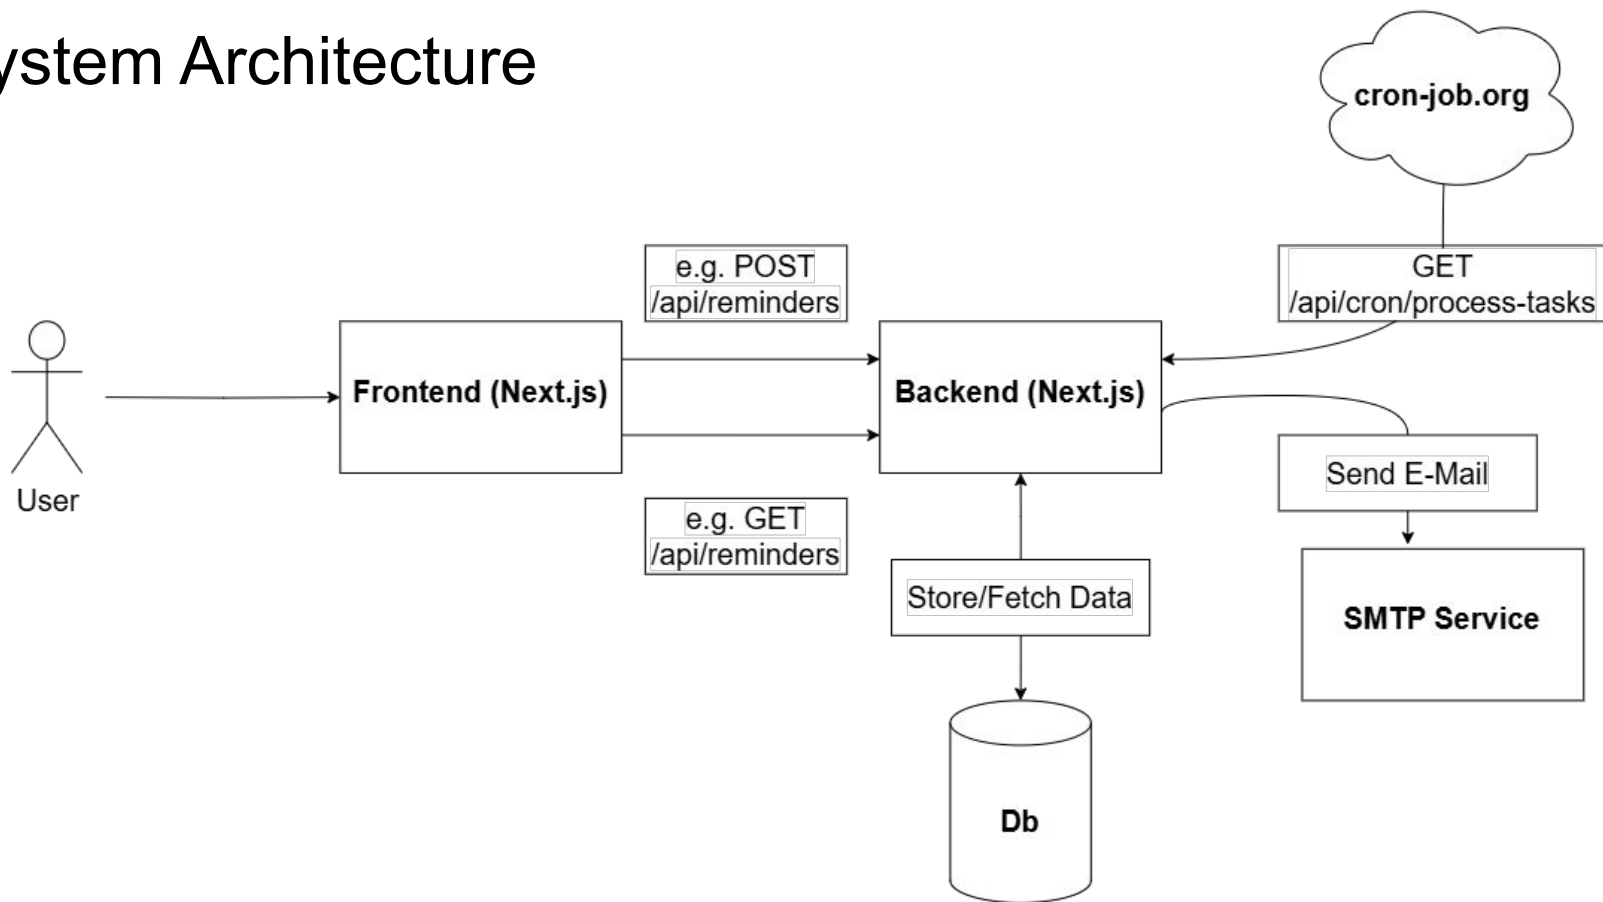 ystem Architecture
cron-job.org
e.g. POST
/api/reminders
GET
/api/cron/process-tasks
Frontend (Next.js)
Backend (Next.js)
User
e.g. GET
/api/reminders
Send E-Mail
Store/Fetch Data
SMTP Service
Db